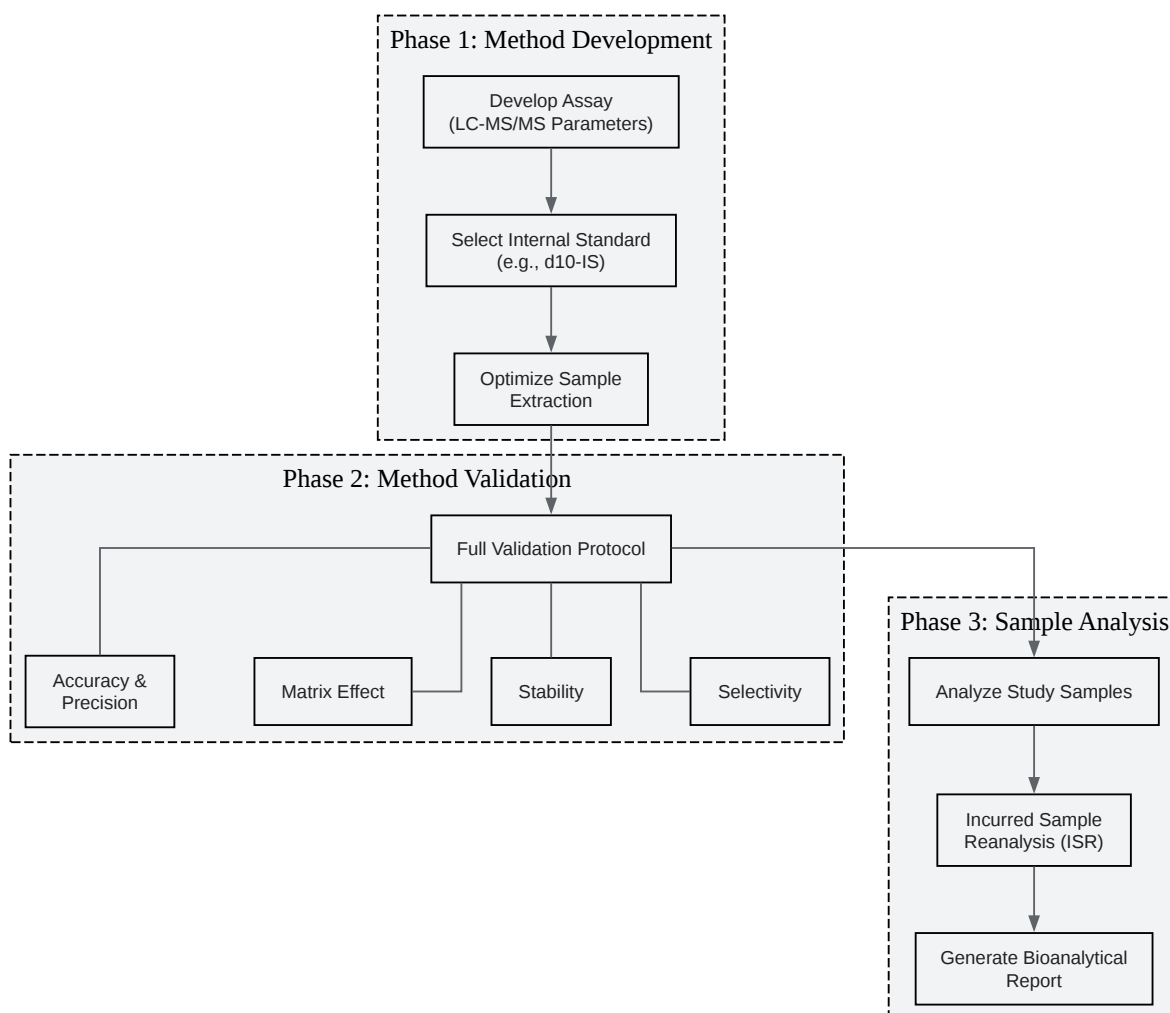 Phase 1: Method Development
Develop Assay
(LC-MS/MS Parameters)
Select Internal Standard
(e.g., d10-IS)
Optimize Sample
Extraction
Phase 2: Method Validation
Full Validation Protocol
Accuracy &
Precision
Matrix Effect
Stability
Selectivity
Phase 3: Sample Analysis
Analyze Study Samples
Incurred Sample
Reanalysis (ISR)
Generate Bioanalytical
Report